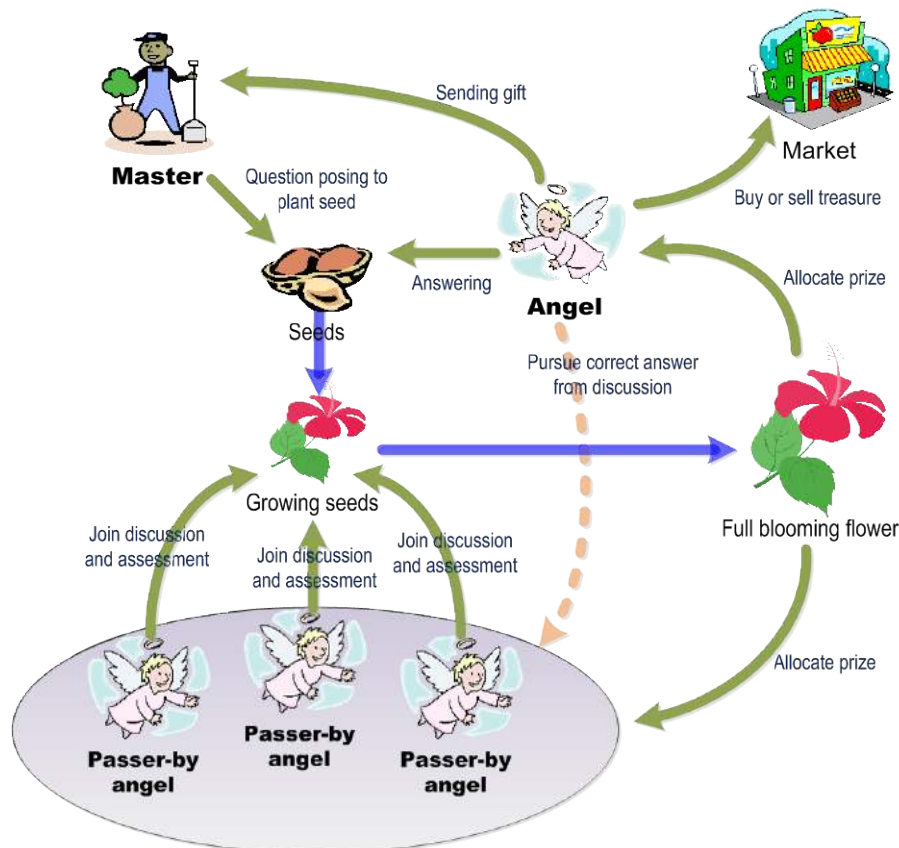 Sending gift
Market
Master
Question posing to
plant seed
Buy or sell treasure
Answering
Allocate prize
Angel
Seeds
Pursue correct answer
from discussion
Growing seeds
Full blooming flower
Join discussion
and assessment
Join discussion
and assessment
Join discussion
and assessment
Allocate prize
Passer-by
angel
Passer-by
angel
Passer-by
angel